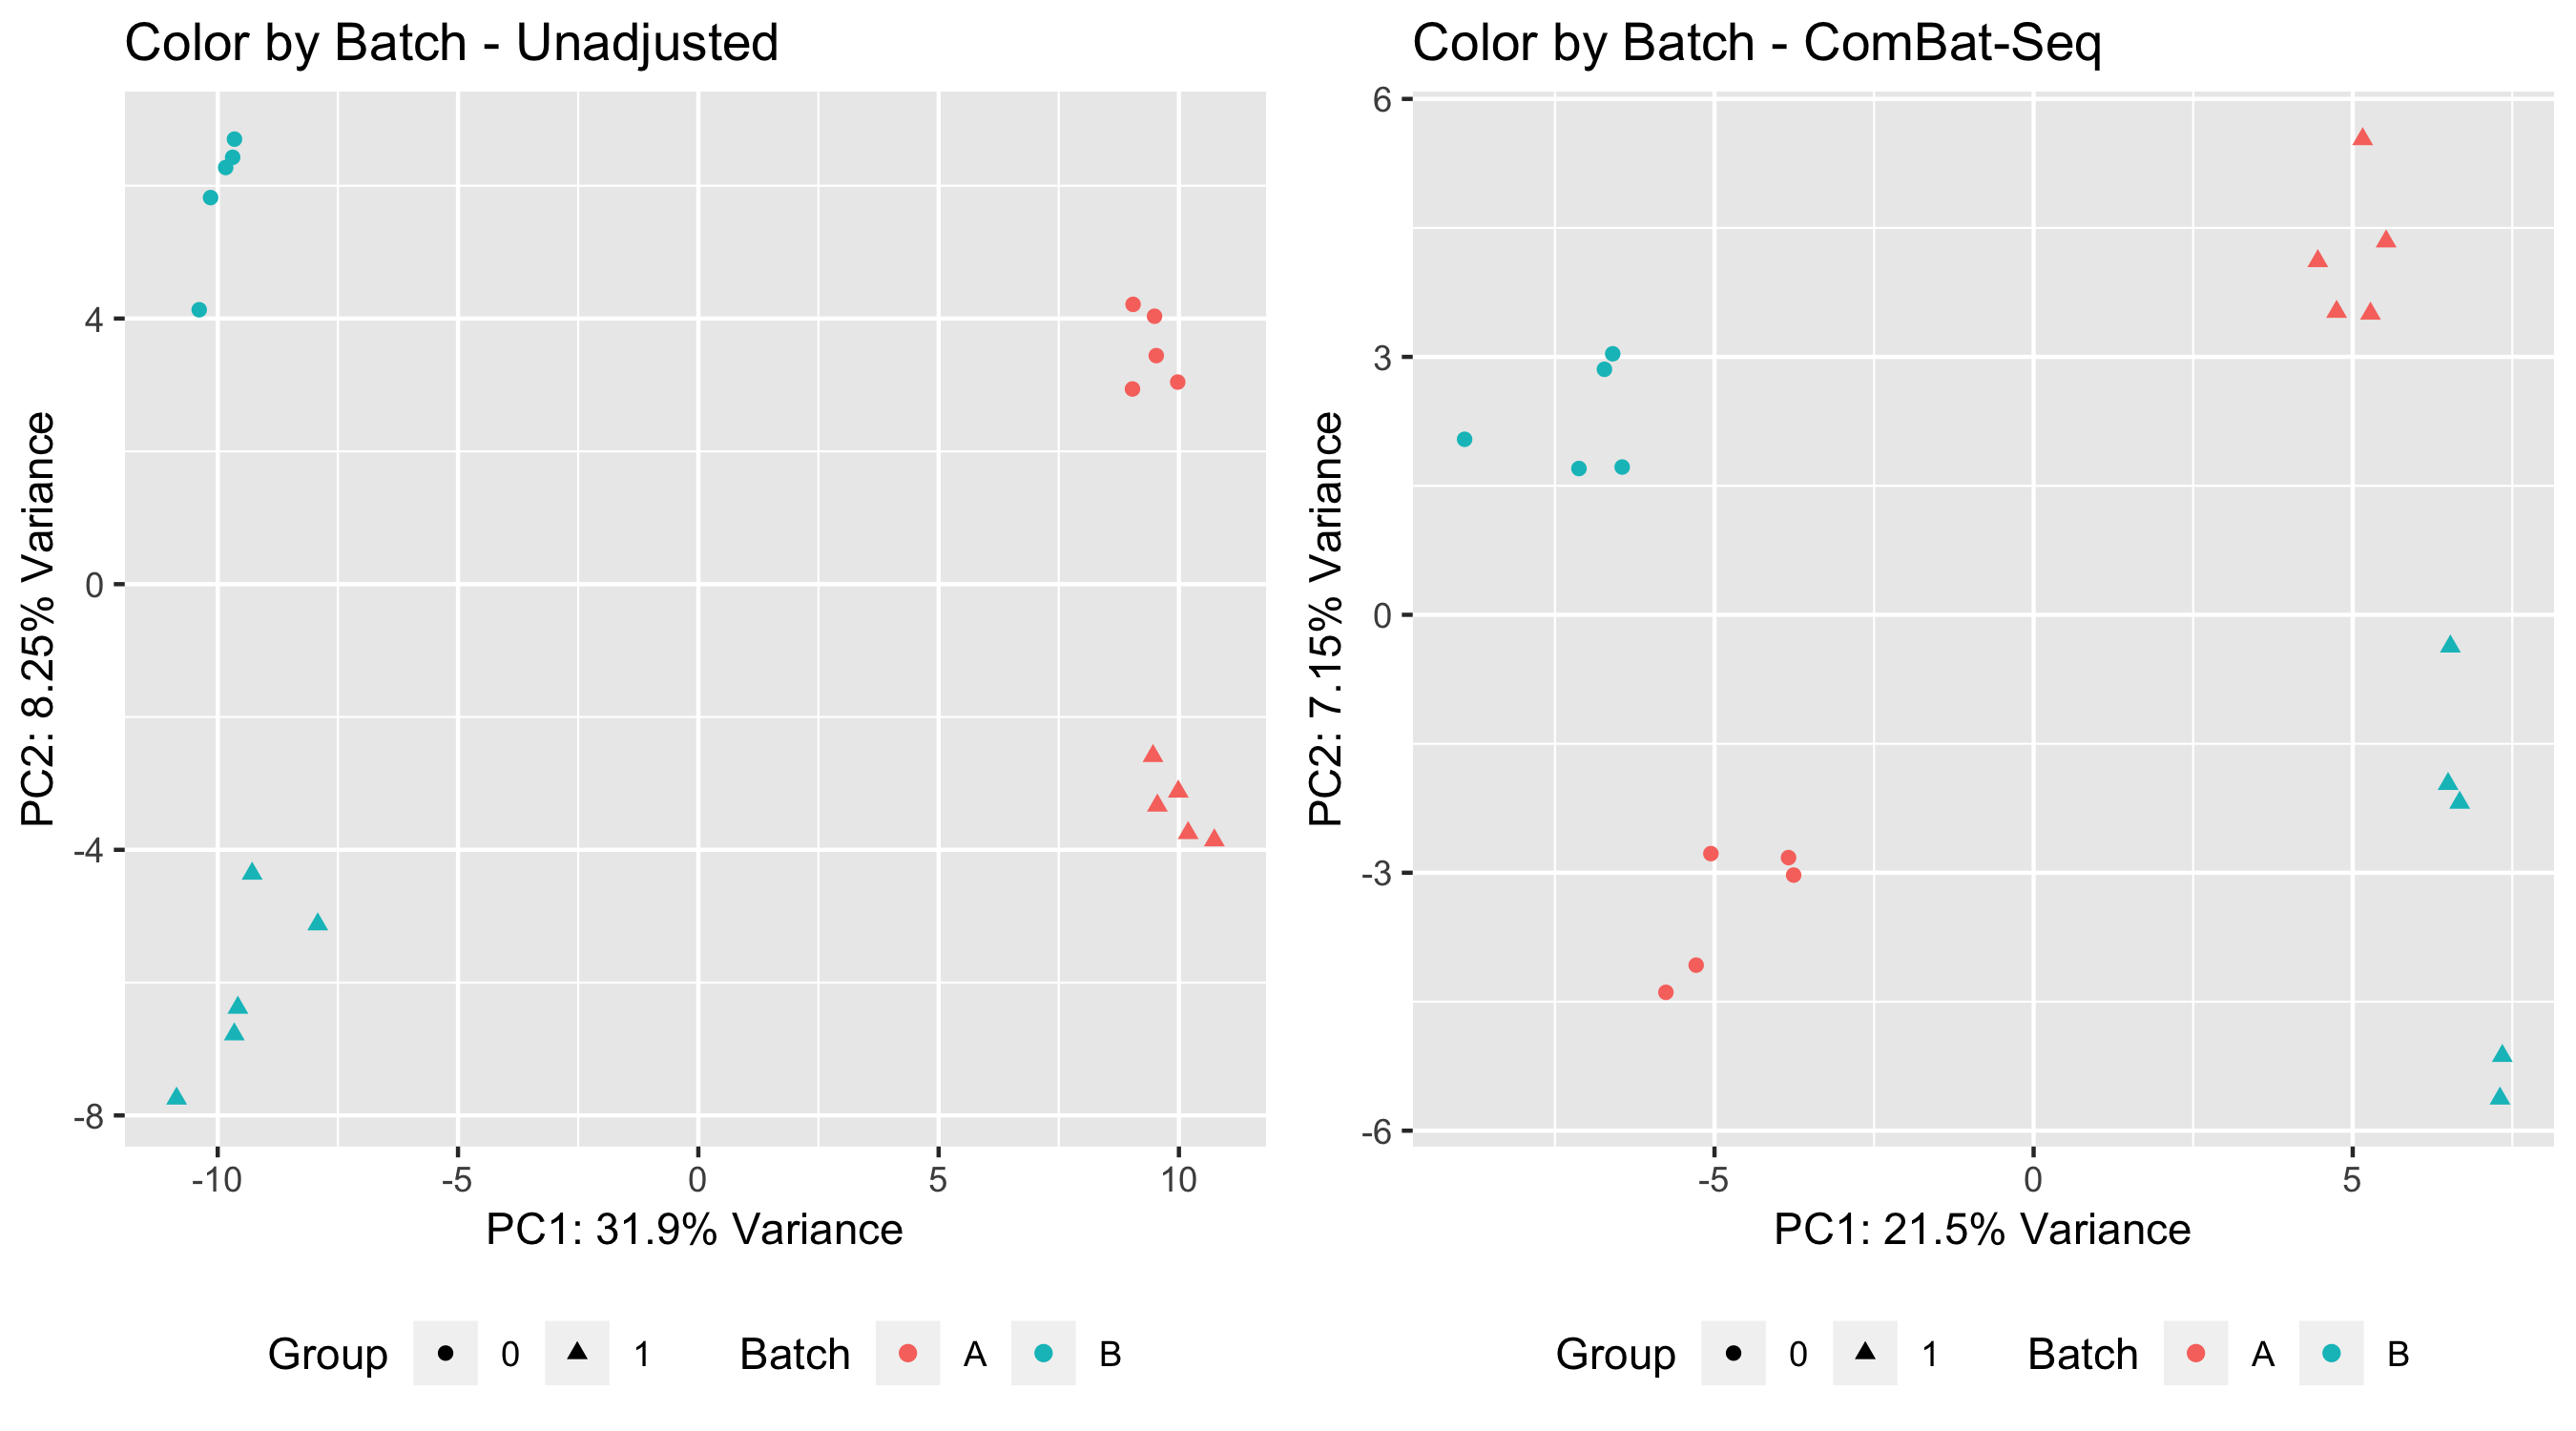 Color by Batch - Unadjusted
4
0
-4
-8
PC2: 8.25% Variance
-10 -5 0 5 10
PC1: 31.9% Variance
Group 0 1 Batch A B
Color by Batch - ComBat-Seq
6
3
0
-3
-6
PC2: 7.15% Variance
-5 0 5
PC1: 21.5% Variance
Group 0 1 Batch A B